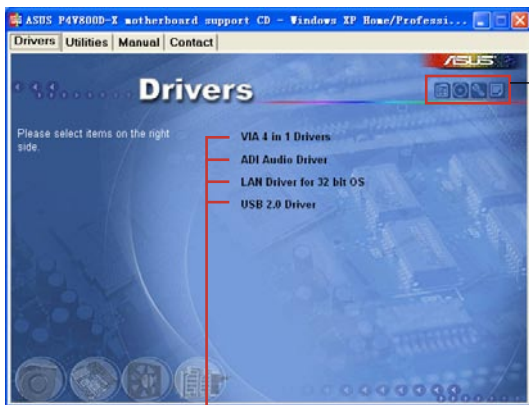 ASUS P4V800D-X motherboard support CD - Windows XP Home/Professi...
Drivers Utilities Manual Contact
ASUS
Drivers
Please select items on the right
side.
VIA 4 in 1 Drivers
ADI Audio Driver
LAN Driver for 32 bit OS
USB 2.0 Driver